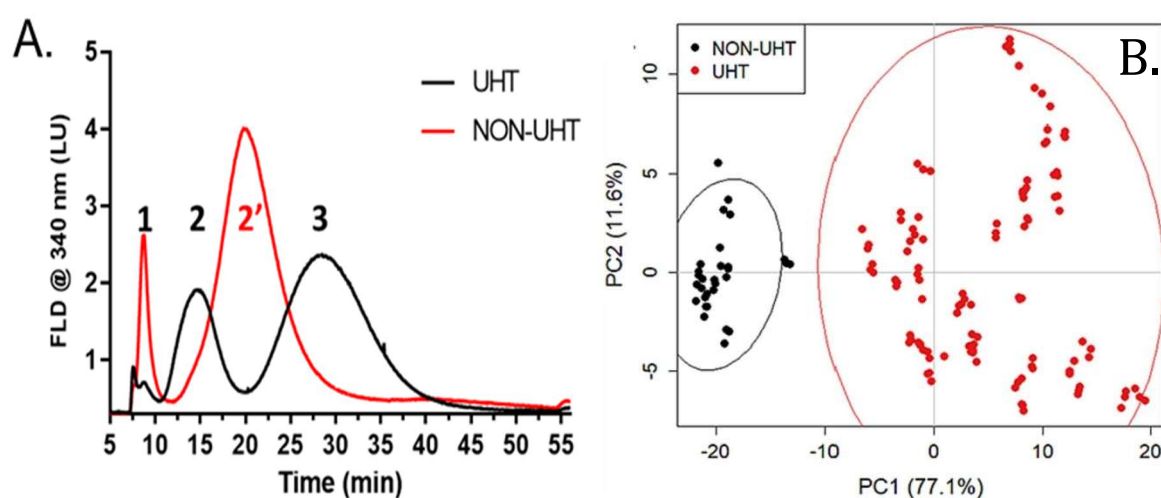 A.
5
4
3
2
1
FLD @ 340 nm (LU)
UHT
NON-UHT
1
2
2'
3
5 10 15 20 25 30 35 40 45 50 55
Time (min)
B.
NON-UHT
UHT
10
5
0
-5
PC2 (11.6%)
-20 -10 0 10 20
PC1 (77.1%)